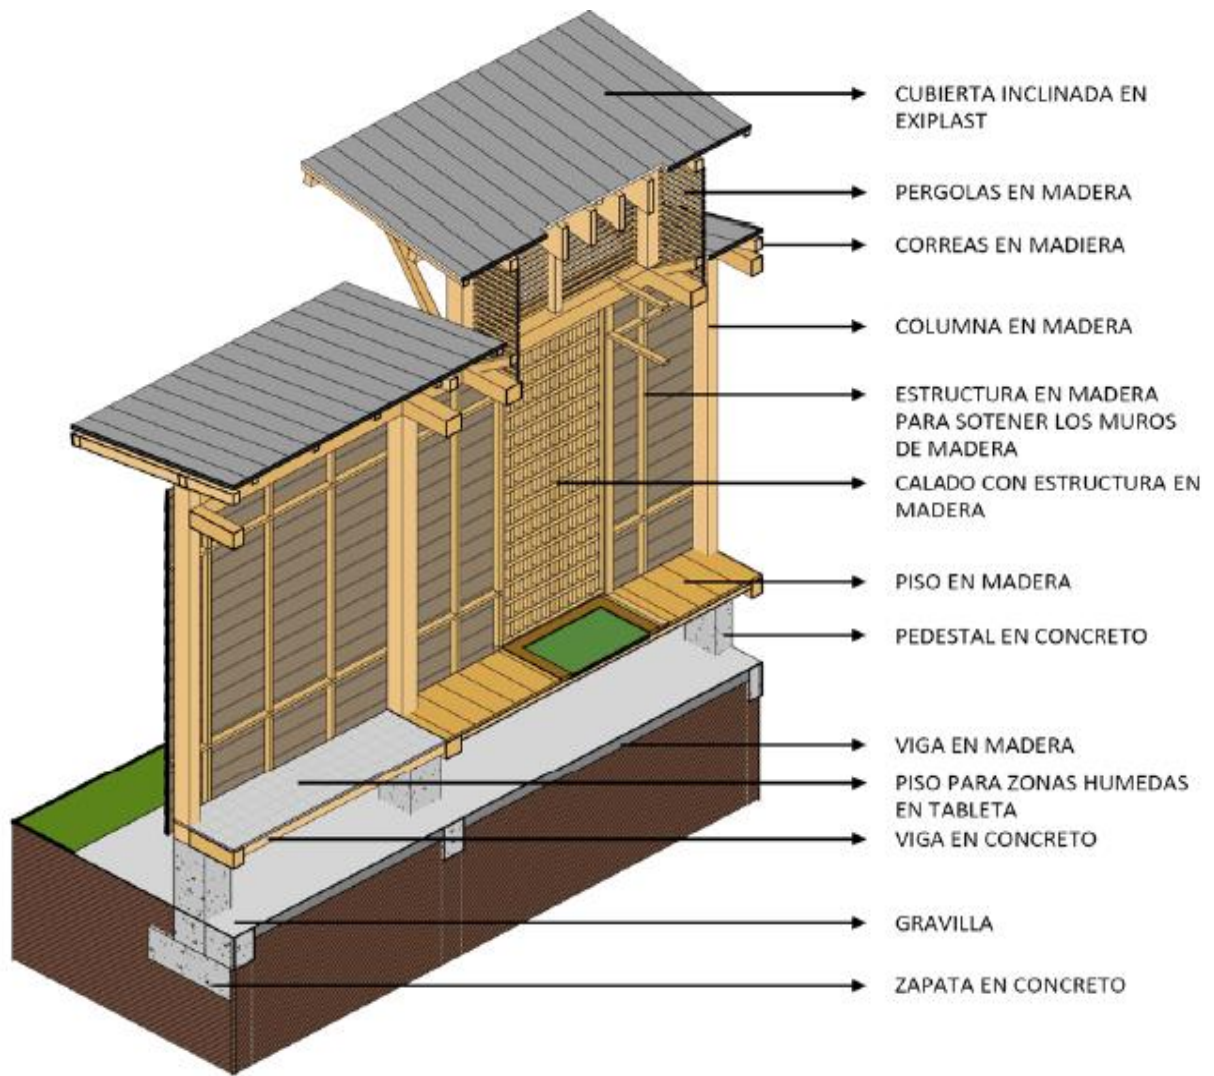 CUBIERTA INCLINADA EN
EXIPLAST
PERGOLAS EN MADERA
CORREAS EN MADIERA
COLUMNA EN MADERA
ESTRUCTURA EN MADERA
PARA SOTENER LOS MUROS
DE MADERA
CALADO CON ESTRUCTURA EN
MADERA
PISO EN MADERA
PEDESTAL EN CONCRETO
VIGA EN MADERA
PISO PARA ZONAS HUMEDAS
EN TABLETA
VIGA EN CONCRETO
GRAVILLA
ZAPATA EN CONCRETO